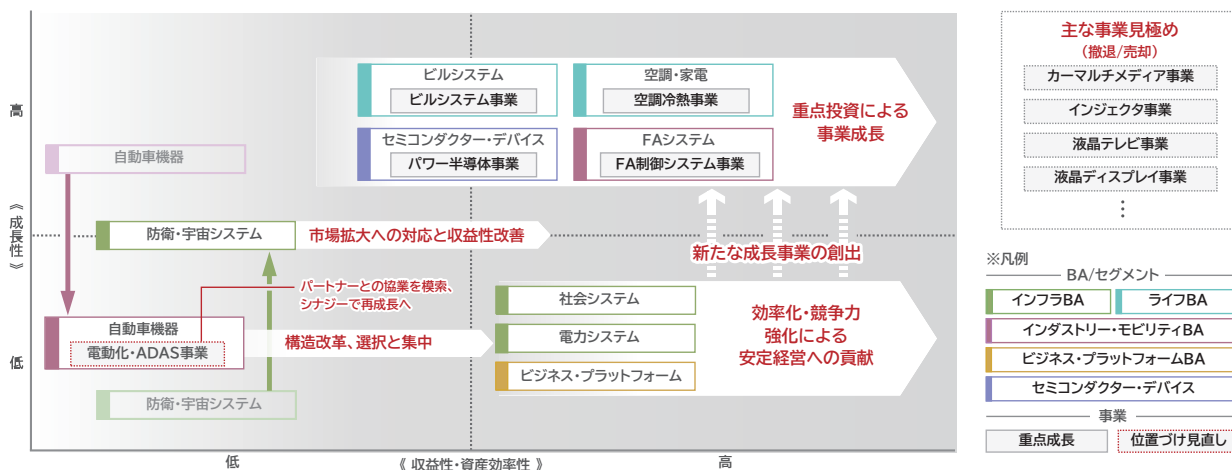 高
《成長性》
低
自動車機器
ビルシステム
ビルシステム事業
空調・家電
空調冷熱事業
セミコンダクター・デバイス
パワー半導体事業
FAシステム
FA制御システム事業
重点投資による
事業成長
防衛・宇宙システム
市場拡大への対応と収益性改善
新たな成長事業の創出
パートナーとの協業を模索、
シナジーで再成長へ
自動車機器
電動化・ADAS事業
構造改革、選択と集中
防衛・宇宙システム
社会システム
電力システム
ビジネス・プラットフォーム
効率化・競争力
強化による
安定経営への貢献
低
《 収益性・資産効率性 》
高
主な事業見極め
（撤退/売却）
カーマルチメディア事業
インジェクタ事業
液晶テレビ事業
液晶ディスプレイ事業
⋮
※凡例
BA/セグメント
インフラBA
ライフBA
インダストリー・モビリティBA
ビジネス・プラットフォームBA
セミコンダクター・デバイス
事業
重点成長
位置づけ見直し